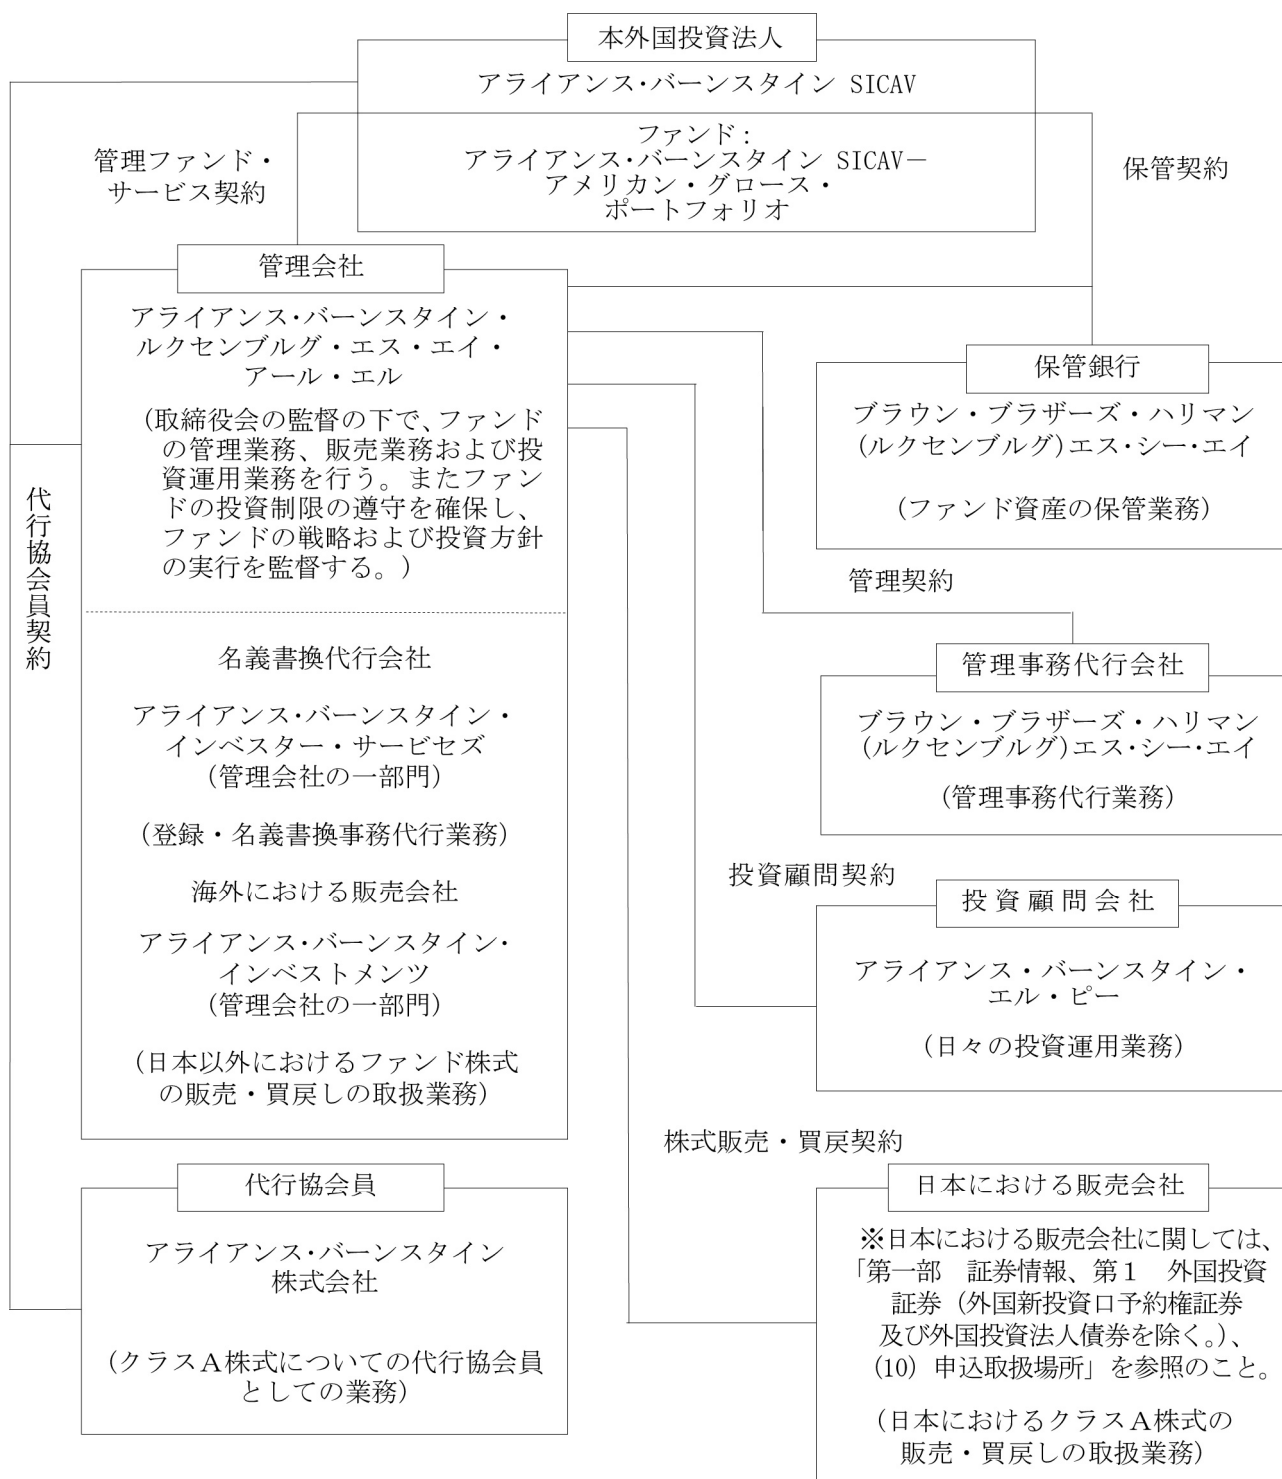 本外国投資法人
アライアンス・バーンスタイン SICAV
ファンド：
アライアンス・バーンスタイン SICAV－
アメリカン・グロース・
ポートフォリオ
管理ファンド・
サービス契約
保管契約
管理会社
アライアンス・バーンスタイン・
ルクセンブルグ・エス・エイ・
アール・エル
（取締役会の監督の下で、ファンド
の管理業務、販売業務および投
資運用業務を行う。またファン
ドの投資制限の遵守を確保し、
ファンドの戦略および投資方針
の実行を監督する。）
名義書換代行会社
アライアンス・バーンスタイン・
インベスター・サービセズ
（管理会社の一部門）
（登録・名義書換事務代行業務）
海外における販売会社
アライアンス・バーンスタイン・
インベストメンツ
（管理会社の一部門）
（日本以外におけるファンド株式
の販売・買戻しの取扱業務）
代行協会員契約
代行協会員
アライアンス・バーンスタイン
株式会社
（クラスＡ株式についての代行協会員
としての業務）
保管銀行
ブラウン・ブラザーズ・ハリマン
(ルクセンブルグ)エス・シー・エイ
（ファンド資産の保管業務）
管理契約
管理事務代行会社
ブラウン・ブラザーズ・ハリマン
(ルクセンブルグ)エス・シー・エイ
（管理事務代行業務）
投資顧問契約
投資顧問会社
アライアンス・バーンスタイン・
エル・ピー
（日々の投資運用業務）
株式販売・買戻契約
日本における販売会社
※日本における販売会社に関しては、
「第一部　証券情報、第１　外国投資
証券（外国新投資口予約権証券
及び外国投資法人債券を除く。）、
（10）申込取扱場所」を参照のこと。
（日本におけるクラスＡ株式の
販売・買戻しの取扱業務）